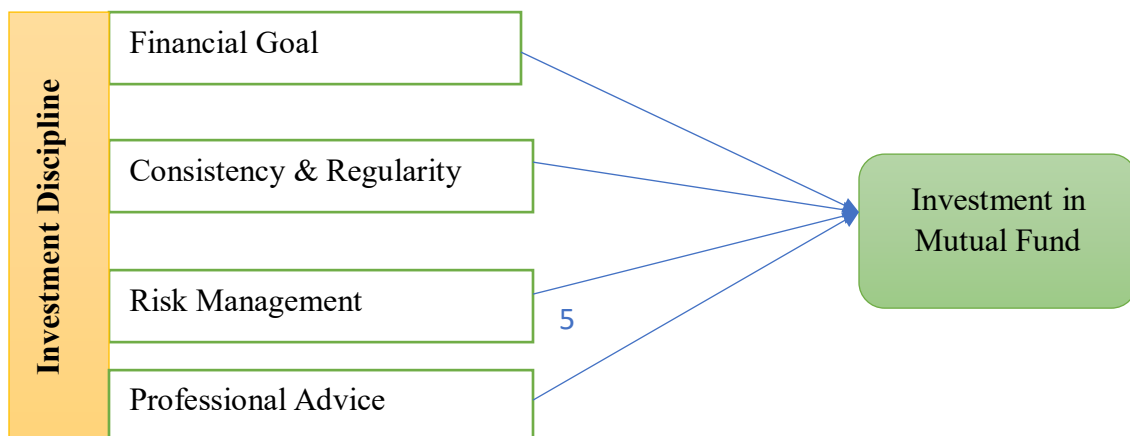 Investment Discipline
Financial Goal
Consistency & Regularity
Risk Management
5
Professional Advice
Investment in
Mutual Fund